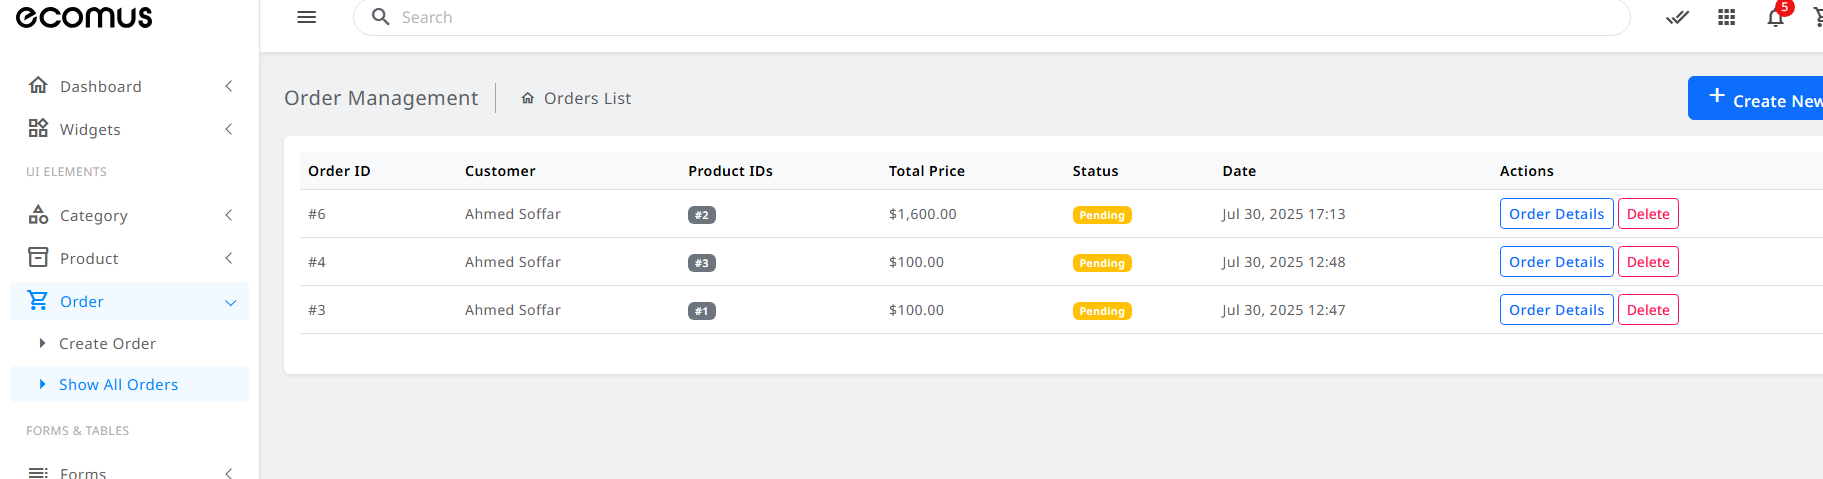 ecomus
Search
5
Dashboard
Widgets
UI ELEMENTS
Category
Product
Order
Create Order
Show All Orders
FORMS & TABLES
Forms
Order Management Orders List
+ Create New
Order ID Customer Product IDs Total Price Status Date Actions
#6 Ahmed Soffar #2 $1,600.00 Pending Jul 30, 2025 17:13 Order Details Delete
#4 Ahmed Soffar #3 $100.00 Pending Jul 30, 2025 12:48 Order Details Delete
#3 Ahmed Soffar #1 $100.00 Pending Jul 30, 2025 12:47 Order Details Delete